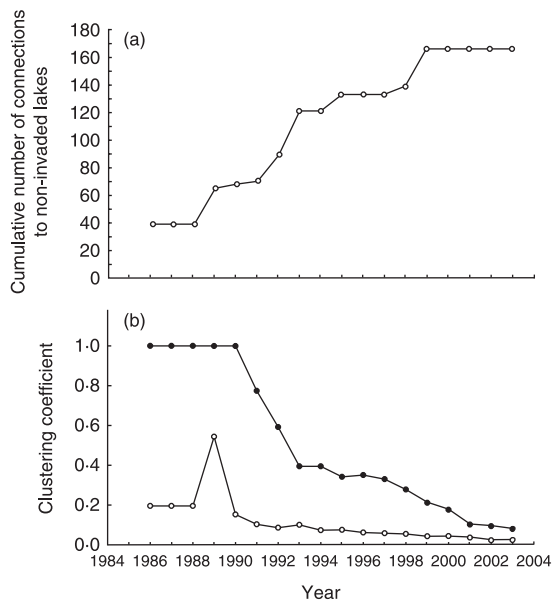 (a)
Cumulative number of connections
to non-invaded lakes
180
160
140
120
100
80
60
40
20
0
(b)
Clustering coefficient
1·0
0·8
0·6
0·4
0·2
0·0
1984 1986 1988 1990 1992 1994 1996 1998 2000 2002 2004
Year